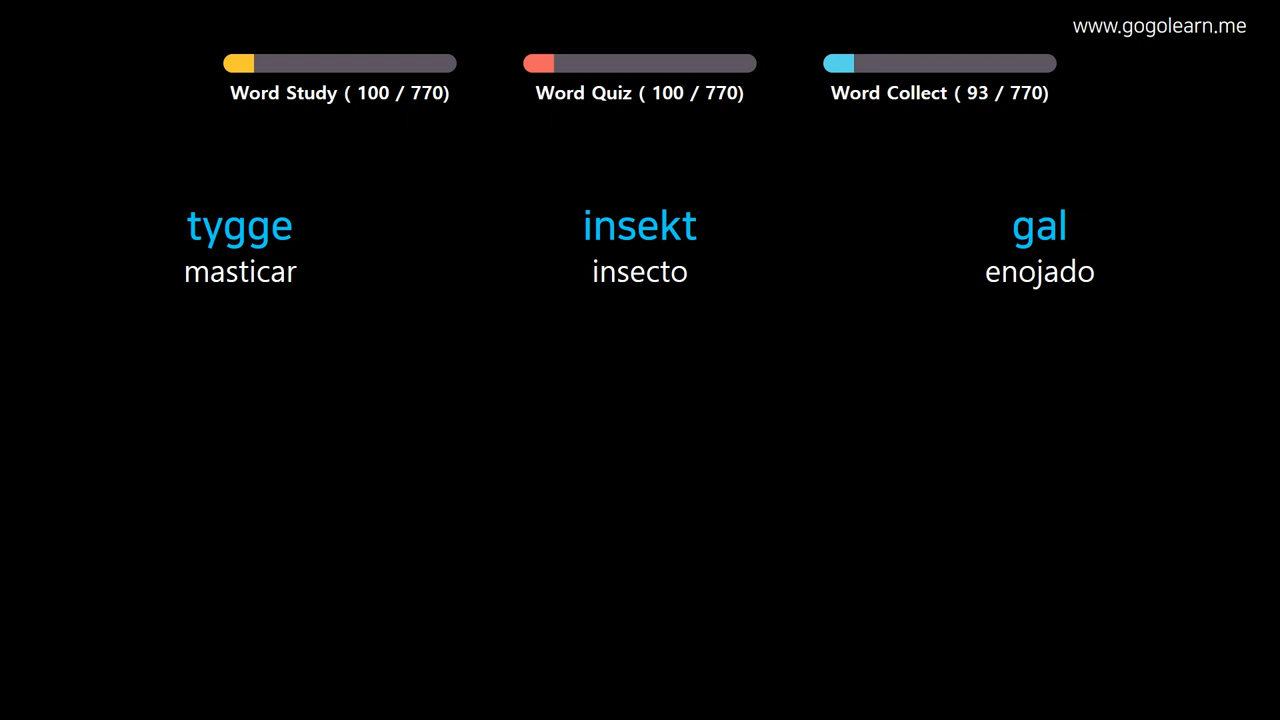 www.gogolearn.me
Word Study ( 100 / 770)
Word Quiz ( 100 / 770)
Word Collect ( 93 / 770)
tygge
masticar
insekt
insecto
gal
enojado